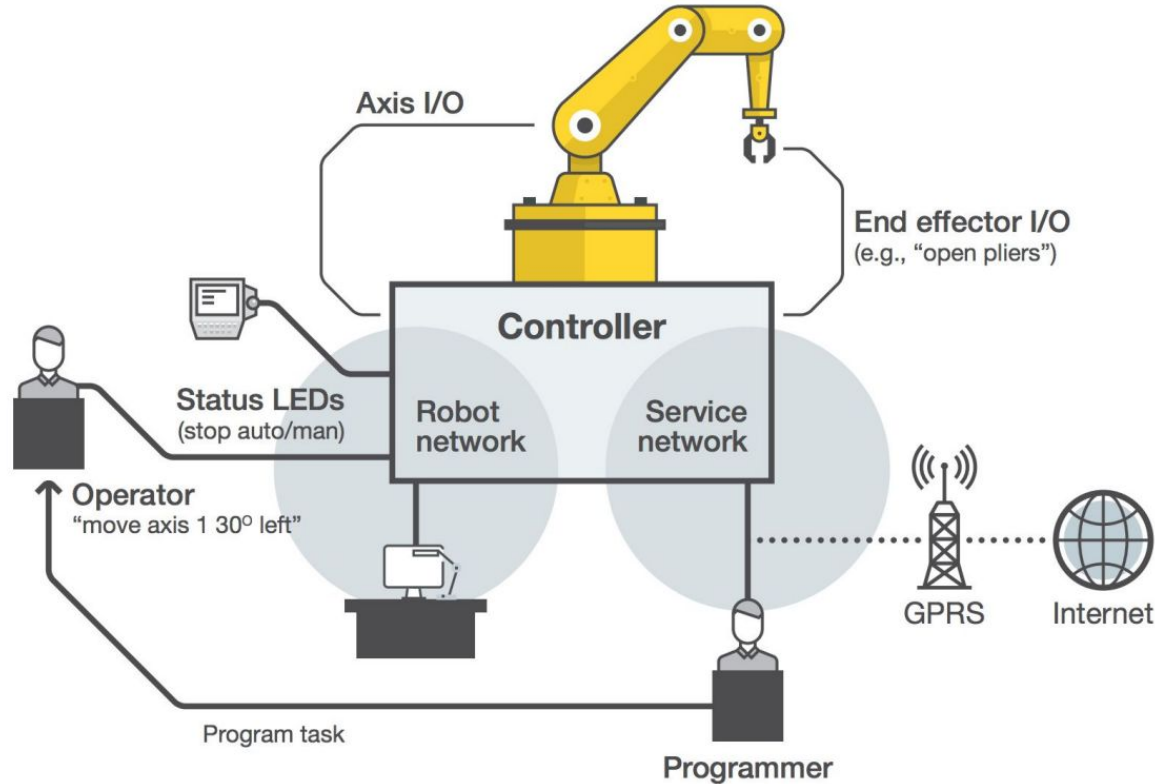 Axis I/O
End effector I/O
(e.g., “open pliers”)
Controller
Status LEDs
(stop auto/man)
Robot
network
Service
network
Operator
“move axis 1 30º left”
GPRS
Internet
Program task
Programmer